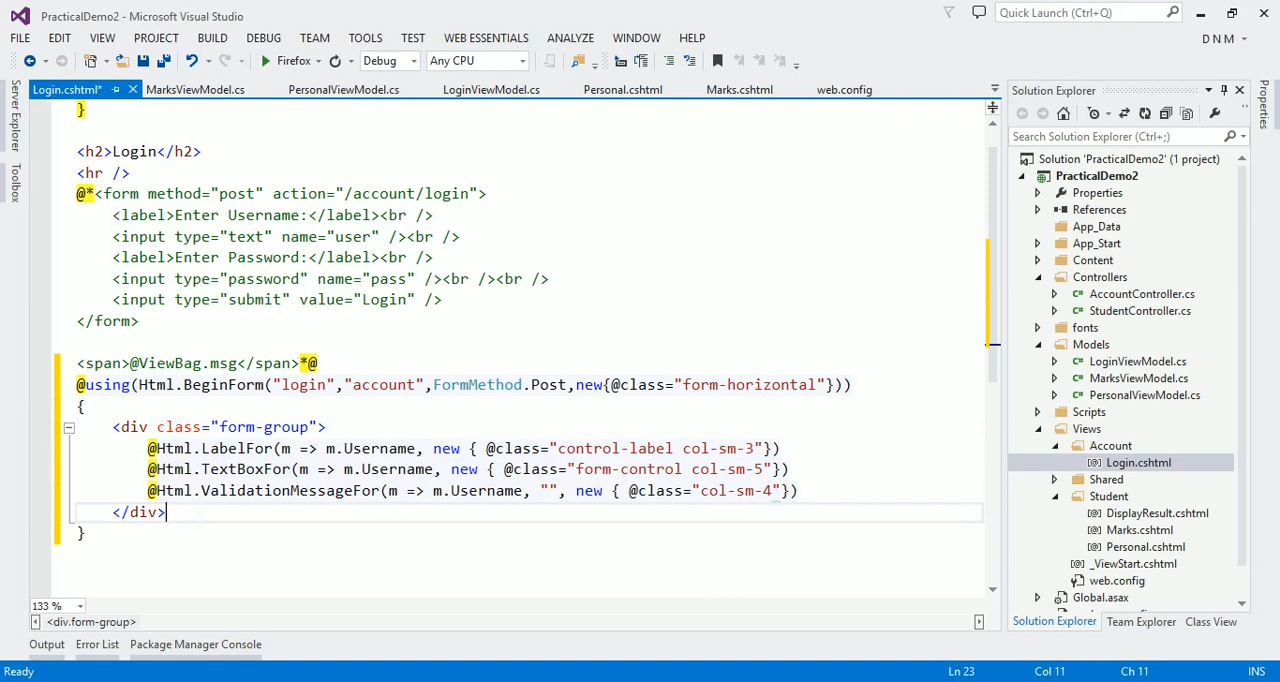 PracticalDemo2 - Microsoft Visual Studio
Quick Launch (Ctrl+Q)
FILE EDIT VIEW PROJECT BUILD DEBUG TEAM TOOLS TEST WEB ESSENTIALS ANALYZE WINDOW HELP
D N M
Firefox Debug Any CPU
Server Explorer
Toolbox
Login.cshtml* MarksViewModel.cs PersonalViewModel.cs LoginViewModel.cs Personal.cshtml Marks.cshtml web.config
}
<h2>Login</h2>
<hr />
@*<form method="post" action="/account/login">
<label>Enter Username:</label><br />
<input type="text" name="user" /><br />
<label>Enter Password:</label><br />
<input type="password" name="pass" /><br /><br />
<input type="submit" value="Login" />
</form>
<span>@ViewBag.msg</span>*@
@using(Html.BeginForm("login","account",FormMethod.Post,new{@class="form-horizontal"}))
{
<div class="form-group">
@Html.LabelFor(m => m.Username, new { @class="control-label col-sm-3"})
@Html.TextBoxFor(m => m.Username, new { @class="form-control col-sm-5"})
@Html.ValidationMessageFor(m => m.Username, "", new { @class="col-sm-4"})
</div>
}
133 %
<div.form-group>
Solution Explorer
Search Solution Explorer (Ctrl+;)
Solution 'PracticalDemo2' (1 project)
PracticalDemo2
Properties
References
App_Data
App_Start
Content
Controllers
AccountController.cs
StudentController.cs
fonts
Models
LoginViewModel.cs
MarksViewModel.cs
PersonalViewModel.cs
Scripts
Views
Account
Login.cshtml
Shared
Student
DisplayResult.cshtml
Marks.cshtml
Personal.cshtml
_ViewStart.cshtml
web.config
Global.asax
Solution Explorer Team Explorer Class View
Properties
Output Error List Package Manager Console
Ready Ln 23 Col 11 Ch 11 INS